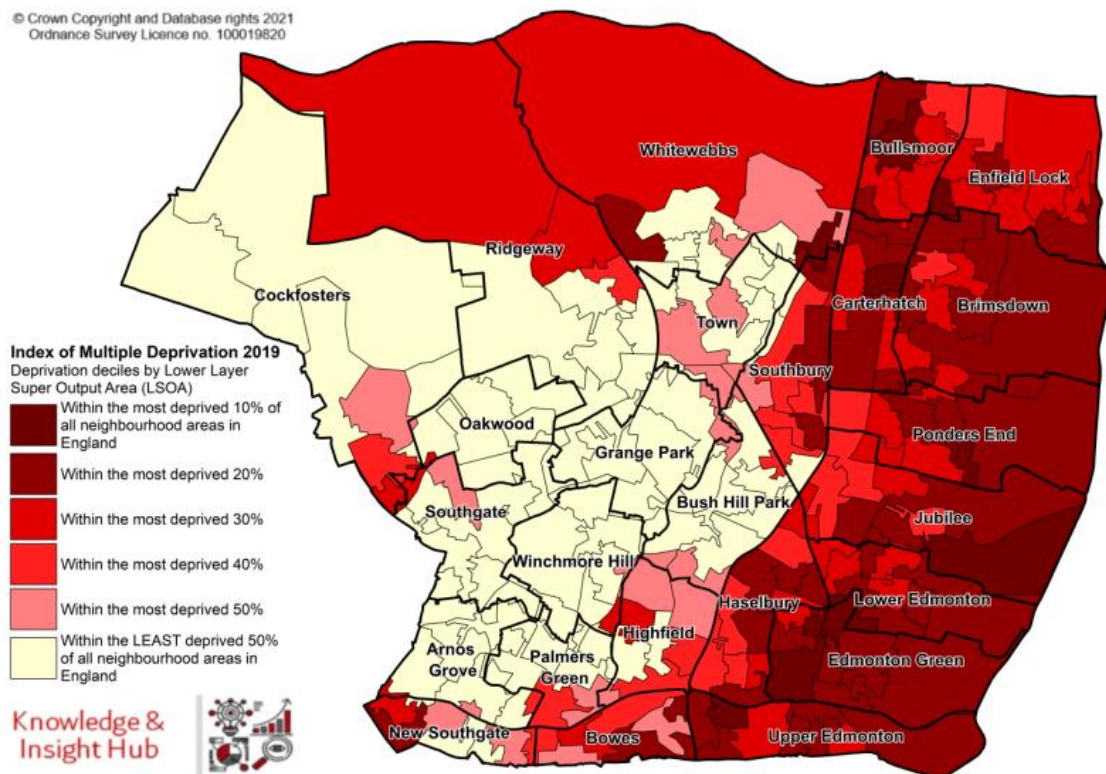 © Crown Copyright and Database rights 2021
Ordnance Survey Licence no. 100019820
Whitewebbs
Bullsmoor
Enfield Lock
Ridgeway
Cockfosters
Town
Carterhatch
Brimsdown
Southbury
Oakwood
Grange Park
Ponders End
Southgate
Bush Hill Park
Jubilee
Winchmore Hill
Haselbury
Lower Edmonton
Highfield
Arnos
Grove
Palmers
Green
Edmonton Green
New Southgate
Bowes
Upper Edmonton
Index of Multiple Deprivation 2019
Deprivation deciles by Lower Layer
Super Output Area (LSOA)
Within the most deprived 10% of
all neighbourhood areas in
England
Within the most deprived 20%
Within the most deprived 30%
Within the most deprived 40%
Within the most deprived 50%
Within the LEAST deprived 50%
of all neighbourhood areas in
England
Knowledge &
Insight Hub